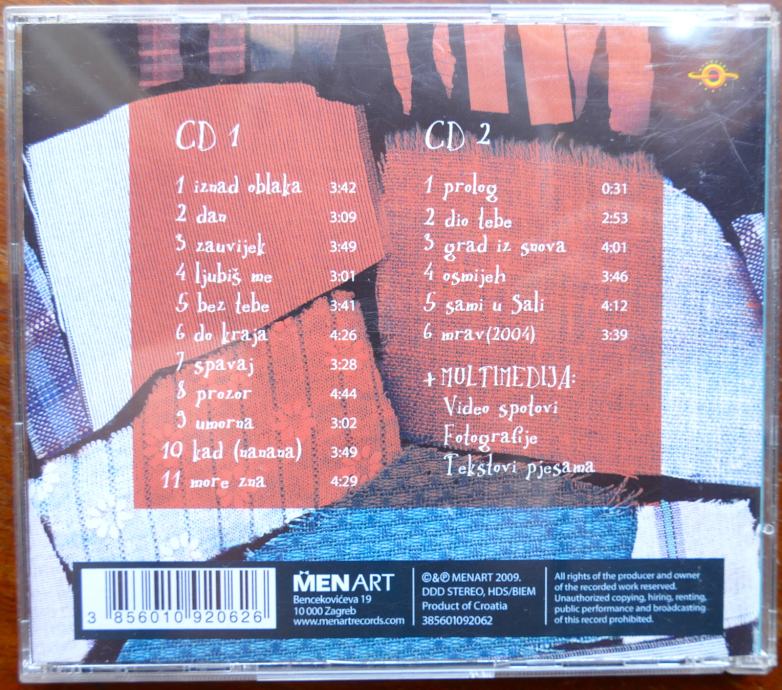 CD 1
1 iznad oblaka 3:42
2 dan 3:09
3 zauvijek 3:49
4 ljubiš me 3:01
5 bez tebe 3:41
6 do kraja 4:26
7 spavaj 3:28
8 prozor 4:44
9 umorna 3:02
10 kad (nanana) 3:49
11 more zna 4:29
CD 2
1 prolog 0:31
2 dio tebe 2:53
3 grad iz snova 4:01
4 osmijeh 3:46
5 sami u sali 4:12
6 mrav(2004) 3:39
+ MULTIMEDIJA:
Video spotovi
Fotografije
Tekstovi pjesama
3 856010 920626
MENART
Bencekovićeva 19
10 000 Zagreb
www.menartrecords.com
©&℗ MENART 2009.
DDD STEREO, HDS/BIEM
Product of Croatia
385601092062
All rights of the producer and owner
of the recorded work reserved.
Unauthorized copying, hiring, renting,
public performance and broadcasting
of this record prohibited.